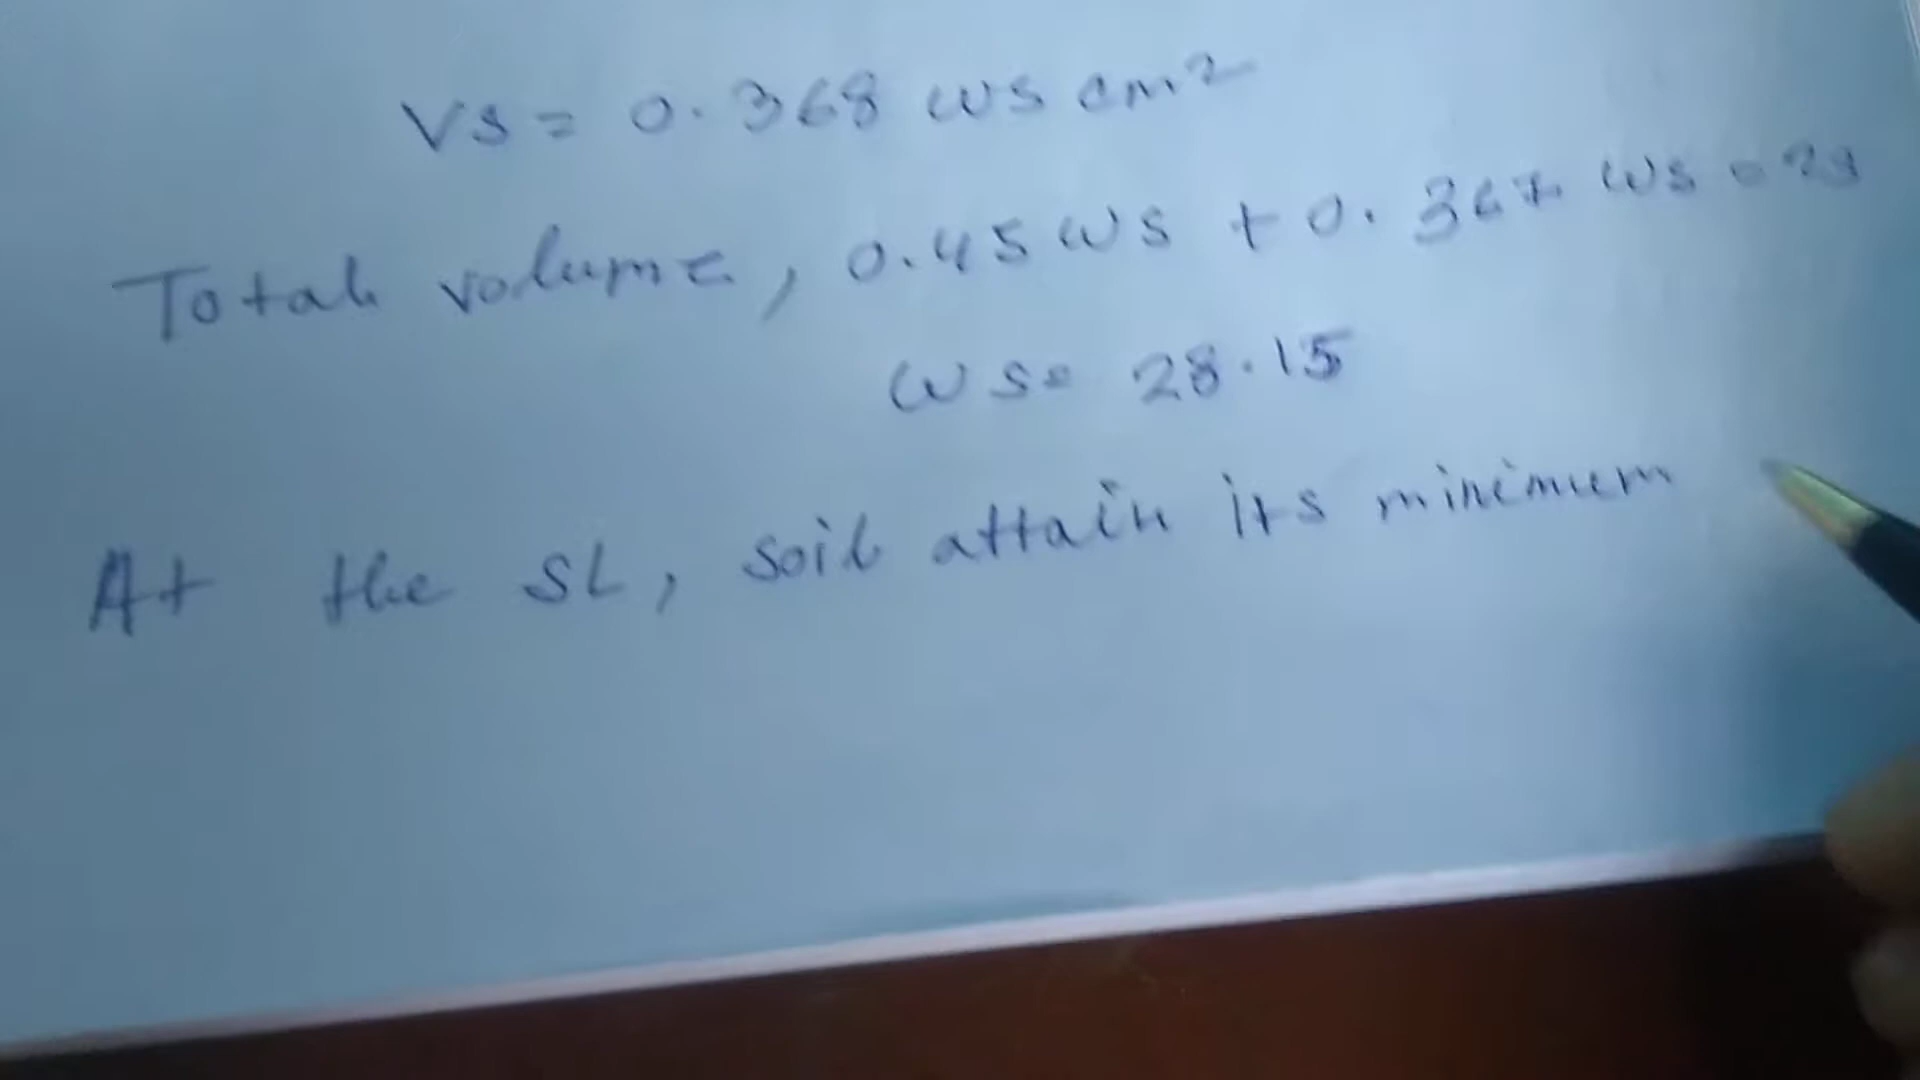 Vs = 0.368 ws cm2
Total volume, 0.45 ws + 0.367 ws = 23
ws = 28.15
At the SL, soil attain its minimum